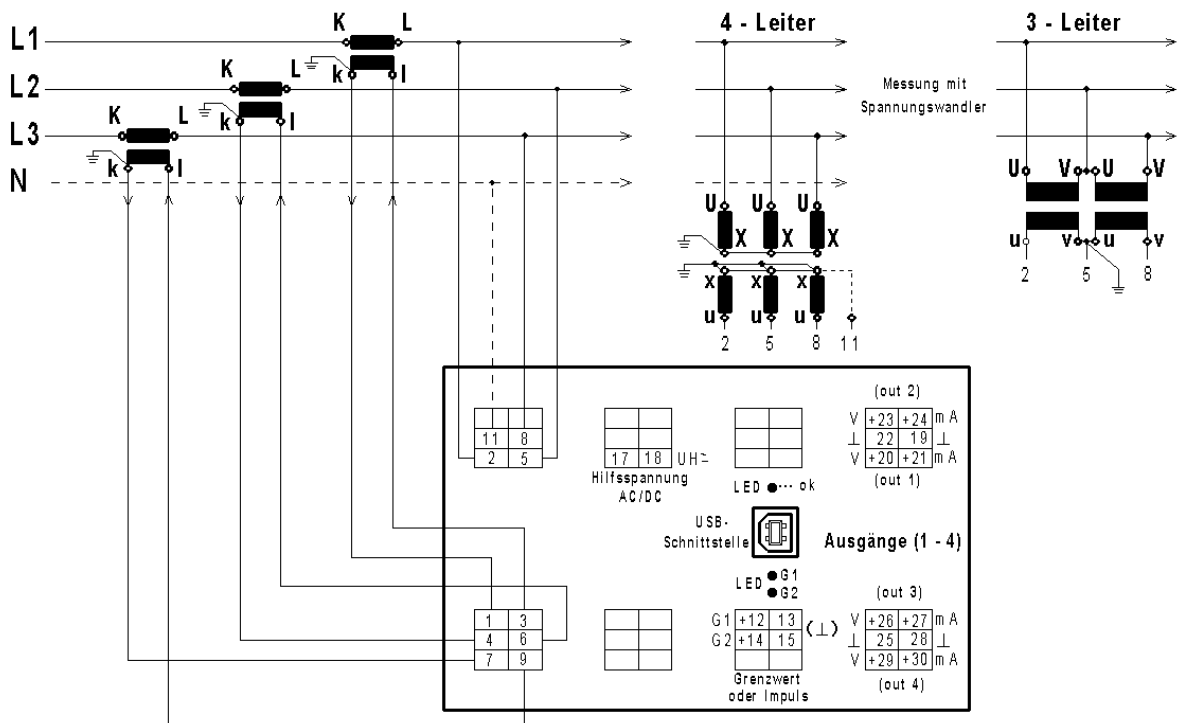 4 - Leiter
3 - Leiter
K L
L1
K L
k l
L2
K L
k l
L3
k l
N
Messung mit
Spannungswandler
U U U
X X X
x x x
u u u
2 5 8 11
U V U V
u v u v
2 5 8
11 8
2 5
17 18 UH≃
Hilfsspannung
AC/DC
(out 2)
V +23 +24 mA
⊥ 22 19 ⊥
V +20 +21 mA
(out 1)
LED ok
USB-
Schnittstelle
Ausgänge (1 - 4)
LED G1
G2
1 3
4 6
7 9
G1 +12 13
G2 +14 15
(⊥)
Grenzwert
oder Impuls
(out 3)
V +26 +27 mA
⊥ 25 28 ⊥
V +29 +30 mA
(out 4)